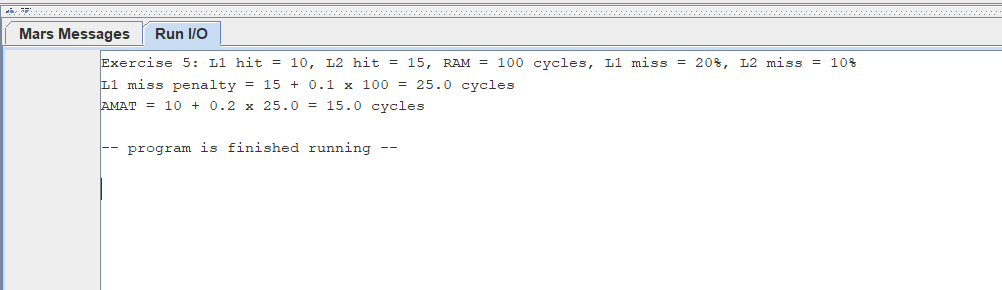 Mars Messages Run I/O
Exercise 5: L1 hit = 10, L2 hit = 15, RAM = 100 cycles, L1 miss = 20%, L2 miss = 10%
L1 miss penalty = 15 + 0.1 x 100 = 25.0 cycles
AMAT = 10 + 0.2 x 25.0 = 15.0 cycles
-- program is finished running --